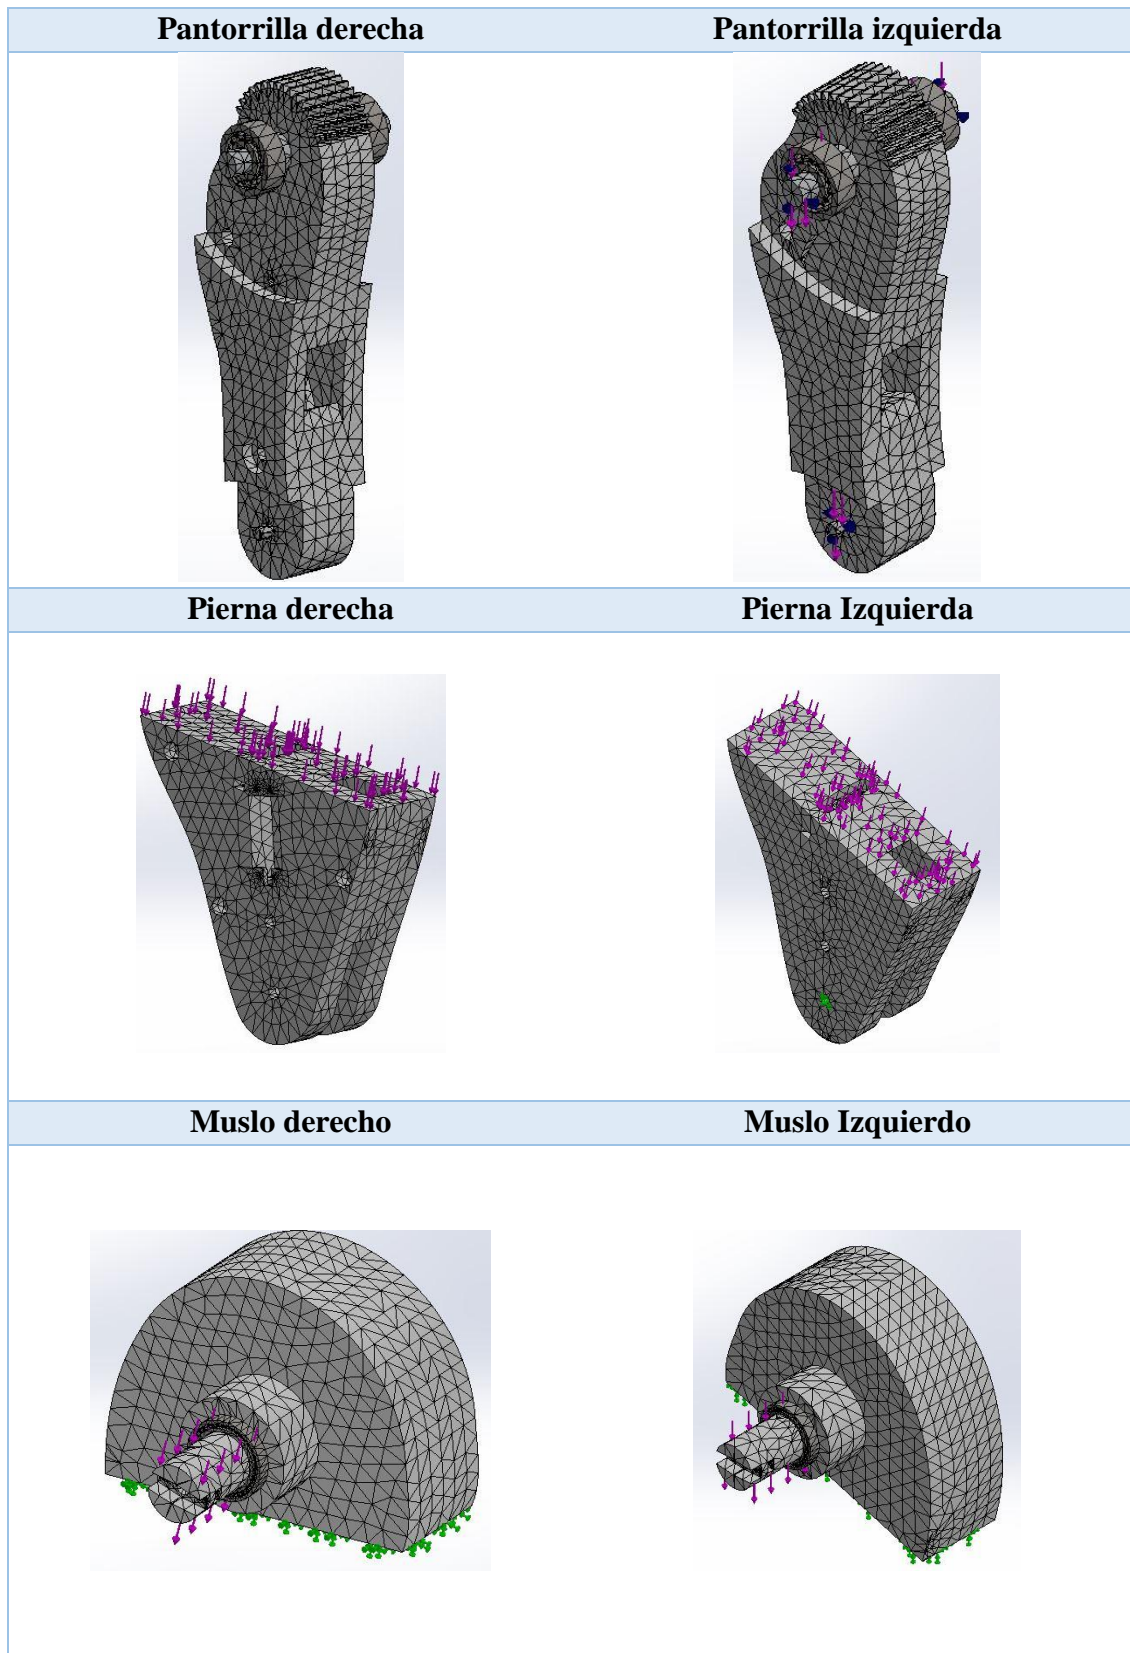 Pantorrilla derecha
Pantorrilla izquierda
Pierna derecha
Pierna Izquierda
Muslo derecho
Muslo Izquierdo